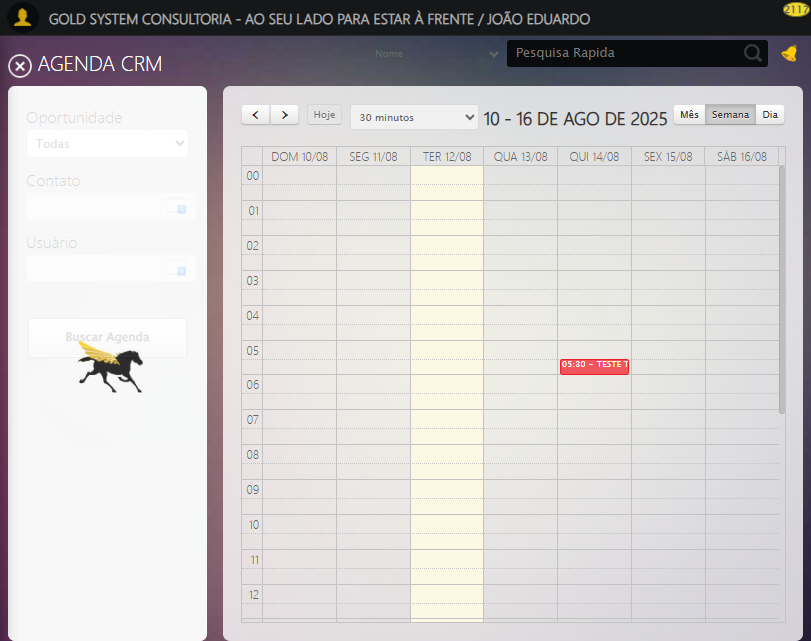 GOLD SYSTEM CONSULTORIA - AO SEU LADO PARA ESTAR À FRENTE / JOÃO EDUARDO
2117
AGENDA CRM
Nome
Pesquisa Rapida
Oportunidade
Todas
Contato
Usuário
Buscar Agenda
Hoje
30 minutos
10 - 16 DE AGO DE 2025
Mês
Semana
Dia
DOM 10/08 SEG 11/08 TER 12/08 QUA 13/08 QUI 14/08 SEX 15/08 SÁB 16/08
00
01
02
03
04
05
05:30 - TESTE T
06
07
08
09
10
11
12